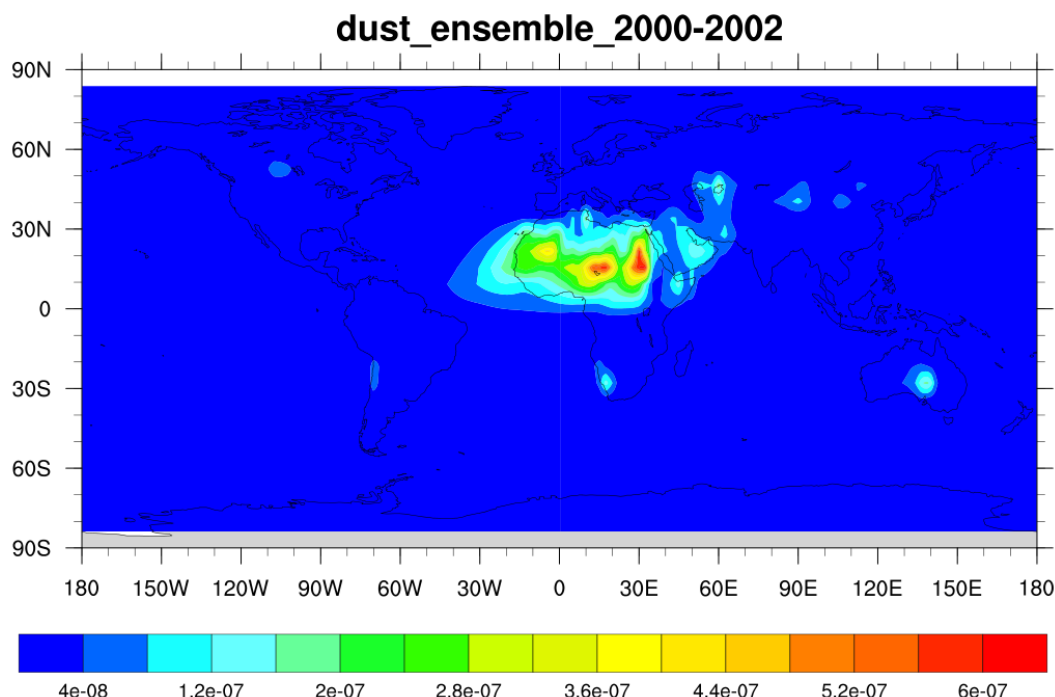 dust_ensemble_2000-2002
90N
60N
30N
0
30S
60S
90S
180 150W 120W 90W 60W 30W 0 30E 60E 90E 120E 150E 180
4e-08 1.2e-07 2e-07 2.8e-07 3.6e-07 4.4e-07 5.2e-07 6e-07